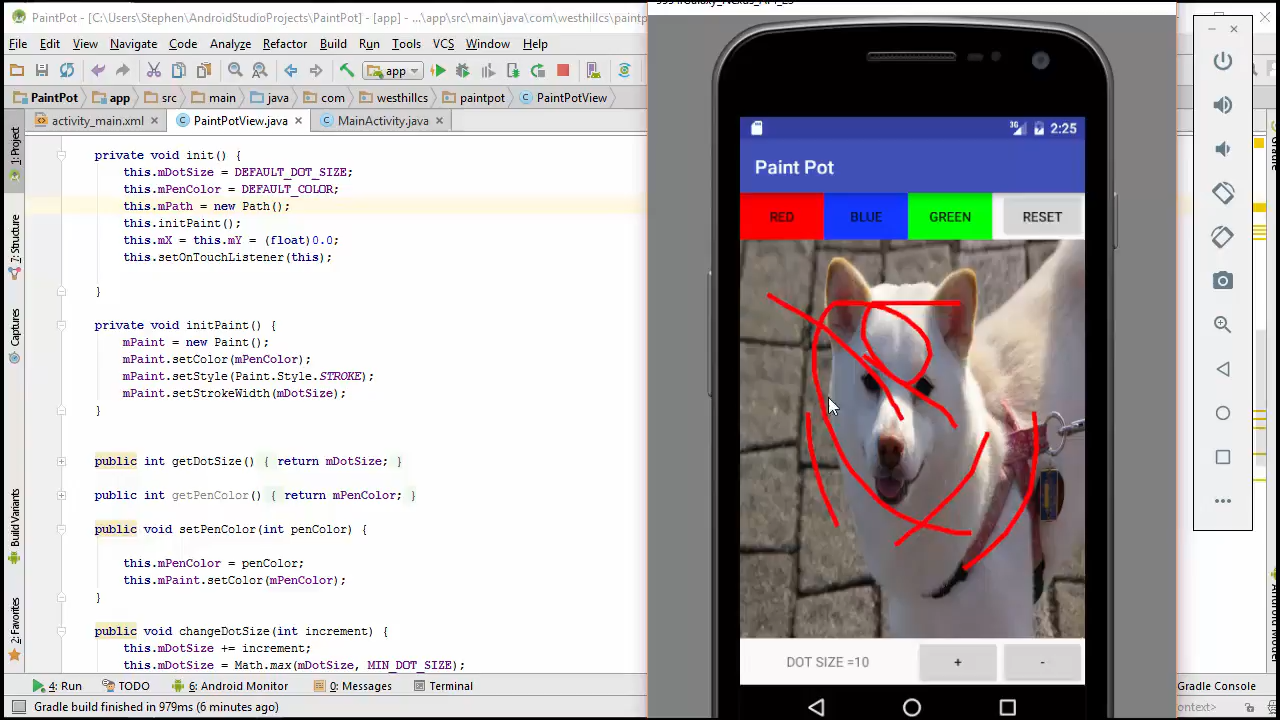 PaintPot - [C:\Users\Stephen\AndroidStudioProjects\PaintPot] - [app] - ...\app\src\main\java\com\westhillcs\paintp
File Edit View Navigate Code Analyze Refactor Build Run Tools VCS Window Help
app
PaintPot app src main java com westhillcs paintpot PaintPotView
activity_main.xml PaintPotView.java MainActivity.java
1: Project
7: Structure
Captures
Build Variants
2: Favorites
private void init() {
this.mDotSize = DEFAULT_DOT_SIZE;
this.mPenColor = DEFAULT_COLOR;
this.mPath = new Path();
this.initPaint();
this.mX = this.mY = (float)0.0;
this.setOnTouchListener(this);
}
private void initPaint() {
mPaint = new Paint();
mPaint.setColor(mPenColor);
mPaint.setStyle(Paint.Style.STROKE);
mPaint.setStrokeWidth(mDotSize);
}
public int getDotSize() { return mDotSize; }
public int getPenColor() { return mPenColor; }
public void setPenColor(int penColor) {
this.mPenColor = penColor;
this.mPaint.setColor(mPenColor);
}
public void changeDotSize(int increment) {
this.mDotSize += increment;
this.mDotSize = Math.max(mDotSize, MIN_DOT_SIZE);
4: Run TODO 6: Android Monitor 0: Messages Terminal
Gradle build finished in 979ms (6 minutes ago)
3G 2:25
Paint Pot
RED BLUE GREEN RESET
DOT SIZE =10 + -
Gradle Console
ontext>